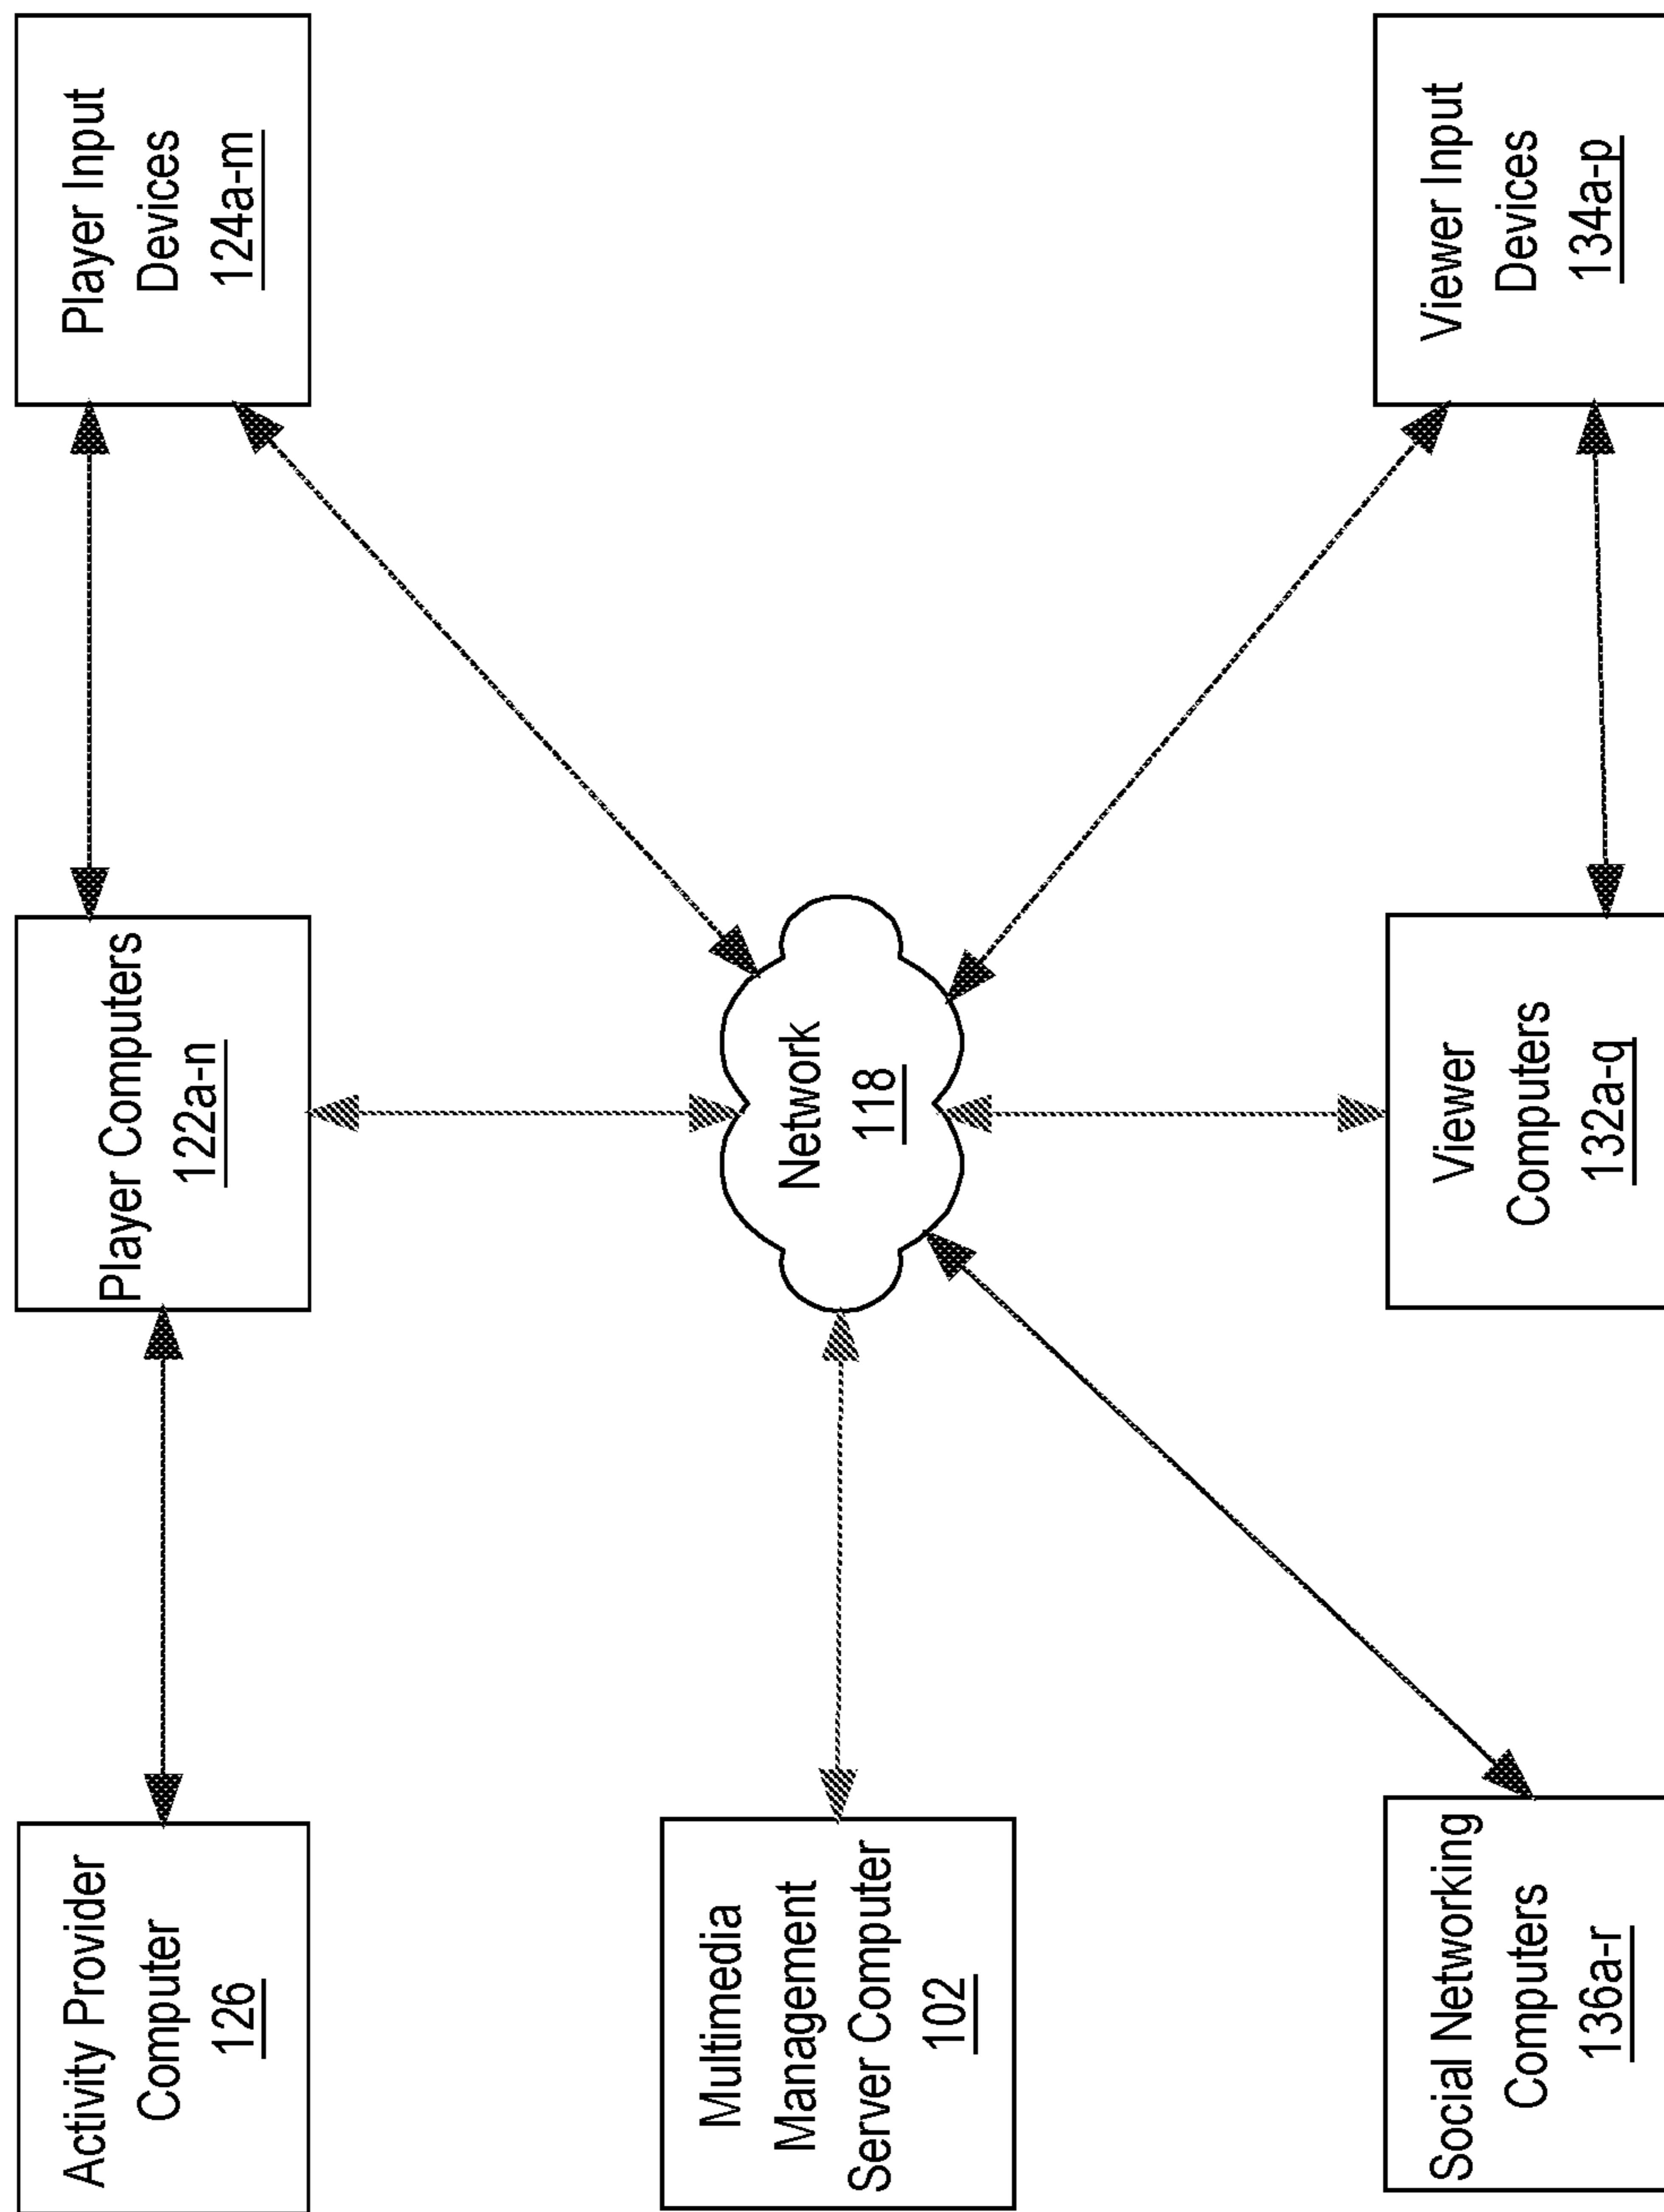 Activity Provider
Computer
126
Player Computers
122a-n
Player Input
Devices
124a-m
Multimedia
Management
Server Computer
102
Network
118
Social Networking
Computers
136a-r
Viewer
Computers
132a-q
Viewer Input
Devices
134a-p